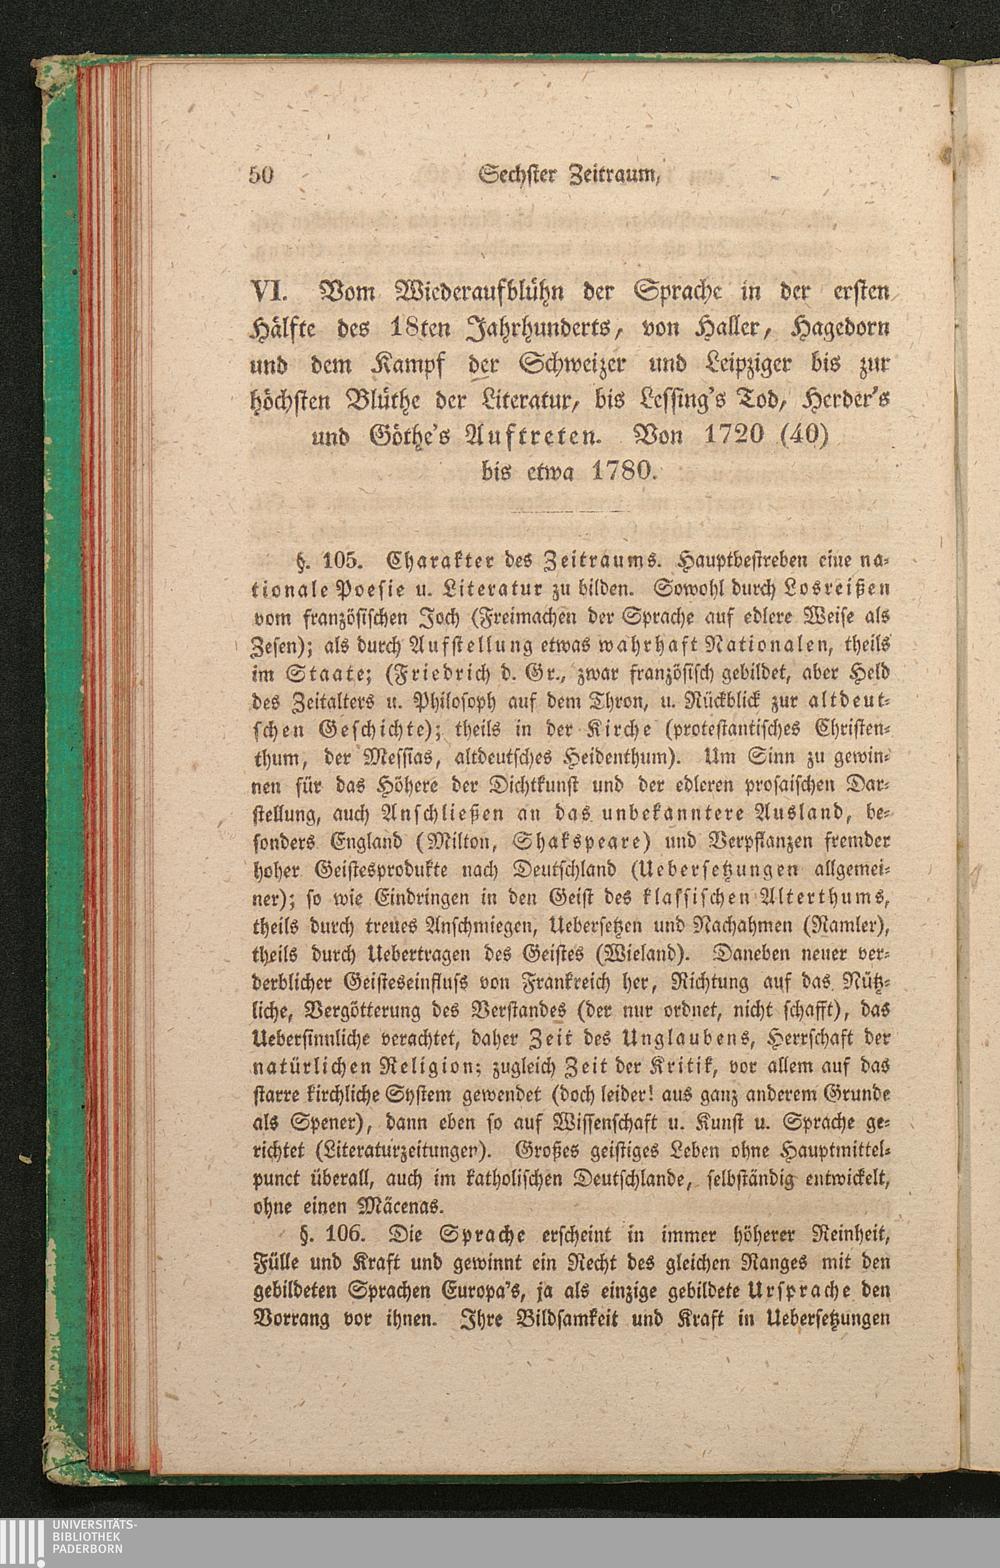 50 Sechster Zeitraum,
VI. Vom Wiederaufblühn der Sprache in der ersten
Hälfte des 18ten Jahrhunderts, von Haller, Hagedorn
und dem Kampf der Schweizer und Leipziger bis zur
höchsten Blüthe der Literatur, bis Lessing's Tod, Herder's
und Göthe's Auftreten. Von 1720 (40)
bis etwa 1780.
§. 105. Charakter des Zeitraums. Hauptbestreben eine na-
tionale Poesie u. Literatur zu bilden. Sowohl durch Losreißen
vom französischen Joch (Freimachen der Sprache auf edlere Weise als
Zesen); als durch Aufstellung etwas wahrhaft Nationalen, theils
im Staate; (Friedrich d. Gr., zwar französisch gebildet, aber Held
des Zeitalters u. Philosoph auf dem Thron, u. Rückblick zur altdeut-
schen Geschichte); theils in der Kirche (protestantisches Christen-
thum, der Messias, altdeutsches Heidenthum). Um Sinn zu gewin-
nen für das Höhere der Dichtkunst und der edleren prosaischen Dar-
stellung, auch Anschließen an das unbekanntere Ausland, be-
sonders England (Milton, Shakspeare) und Verpflanzen fremder
hoher Geistesprodukte nach Deutschland (Uebersetzungen allgemei-
ner); so wie Eindringen in den Geist des klassischen Alterthums,
theils durch treues Anschmiegen, Uebersetzen und Nachahmen (Ramler),
theils durch Uebertragen des Geistes (Wieland). Daneben neuer ver-
derblicher Geisteseinfluss von Frankreich her, Richtung auf das Nütz-
liche, Vergötterung des Verstandes (der nur ordnet, nicht schafft), das
Uebersinnliche verachtet, daher Zeit des Unglaubens, Herrschaft der
natürlichen Religion; zugleich Zeit der Kritik, vor allem auf das
starre kirchliche System gewendet (doch leider! aus ganz anderem Grunde
als Spener), dann eben so auf Wissenschaft u. Kunst u. Sprache ge-
richtet (Literaturzeitungen). Großes geistiges Leben ohne Hauptmittel-
punct überall, auch im katholischen Deutschlande, selbständig entwickelt,
ohne einen Mäcenas.
§. 106. Die Sprache erscheint in immer höherer Reinheit,
Fülle und Kraft und gewinnt ein Recht des gleichen Ranges mit den
gebildeten Sprachen Europa's, ja als einzige gebildete Ursprache den
Vorrang vor ihnen. Ihre Bildsamkeit und Kraft in Uebersetzungen
UNIVERSITÄTS-
BIBLIOTHEK
PADERBORN